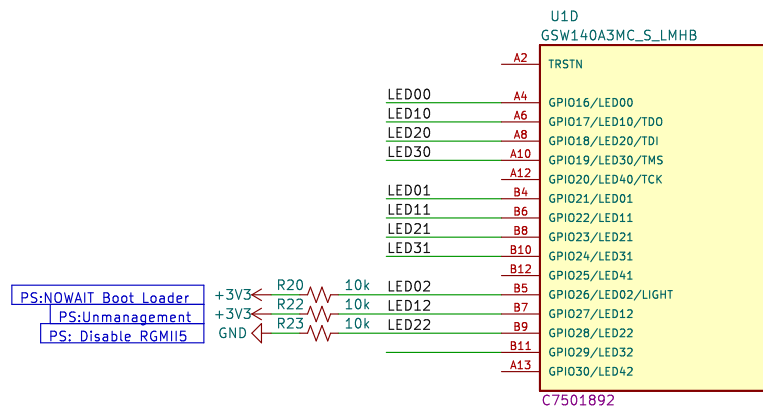 U1D
GSW140A3MC_S_LMHB
A2 TRSTN
LED00 A4 GPIO16/LED00
LED10 A6 GPIO17/LED10/TDO
LED20 A8 GPIO18/LED20/TDI
LED30 A10 GPIO19/LED30/TMS
A12 GPIO20/LED40/TCK
LED01 B4 GPIO21/LED01
LED11 B6 GPIO22/LED11
LED21 B8 GPIO23/LED21
LED31 B10 GPIO24/LED31
B12 GPIO25/LED41
PS:NOWAIT Boot Loader +3V3 R20 10k LED02 B5 GPIO26/LED02/LIGHT
PS:Unmanagement +3V3 R22 10k LED12 B7 GPIO27/LED12
PS: Disable RGMII5 GND R23 10k LED22 B9 GPIO28/LED22
B11 GPIO29/LED32
A13 GPIO30/LED42
C7501892